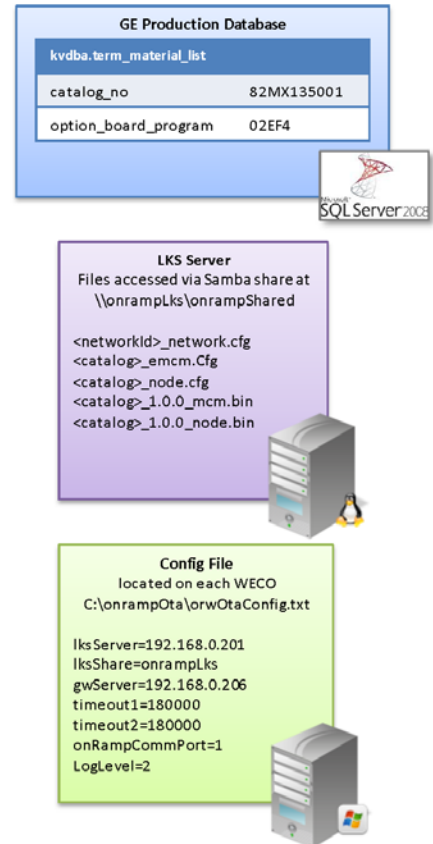 GE Production Database
kvdba.term_material_list
catalog_no 82MX135001
option_board_program 02EF4
Microsoft
SQL Server 2008
LKS Server
Files accessed via Samba share at
\\onrampLks\onrampShared
<networkId>_network.cfg
<catalog>_emcm.Cfg
<catalog>_node.cfg
<catalog>_1.0.0_mcm.bin
<catalog>_1.0.0_node.bin
Config File
located on each WECO
C:\onrampOta\orwOtaConfig.txt
lksServer=192.168.0.201
lksShare=onrampLks
gwServer=192.168.0.206
timeout1=180000
timeout2=180000
onRampCommPort=1
LogLevel=2